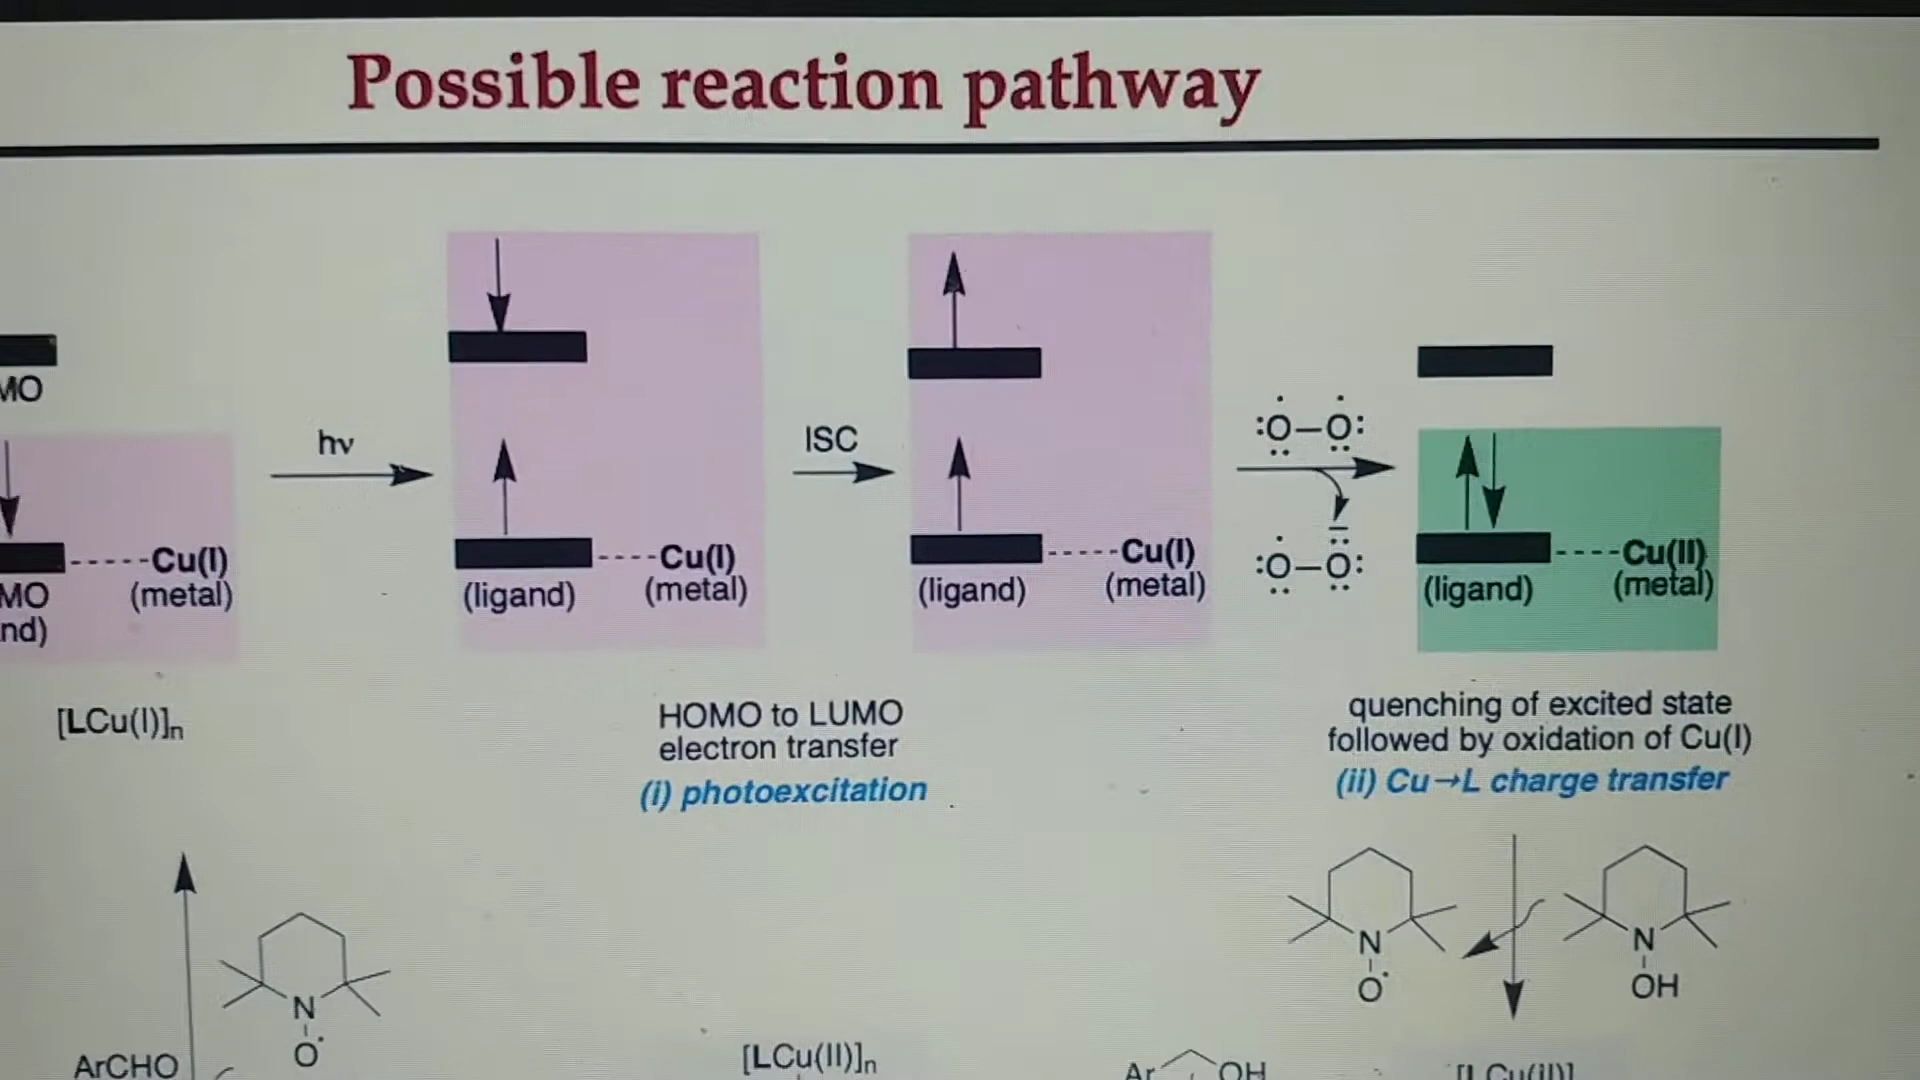 Possible reaction pathway
MO
hν
ISC
:Ö–Ö:
Cu(I)
(metal)
MO
nd)
(ligand)
Cu(I)
(metal)
(ligand)
Cu(I)
(metal)
:O–O:
(ligand)
Cu(II)
(metal)
[LCu(I)]n
HOMO to LUMO
electron transfer
(i) photoexcitation
quenching of excited state
followed by oxidation of Cu(I)
(ii) Cu→L charge transfer
N
O
N
O
N
OH
ArCHO
[LCu(II)]n
Ar
OH